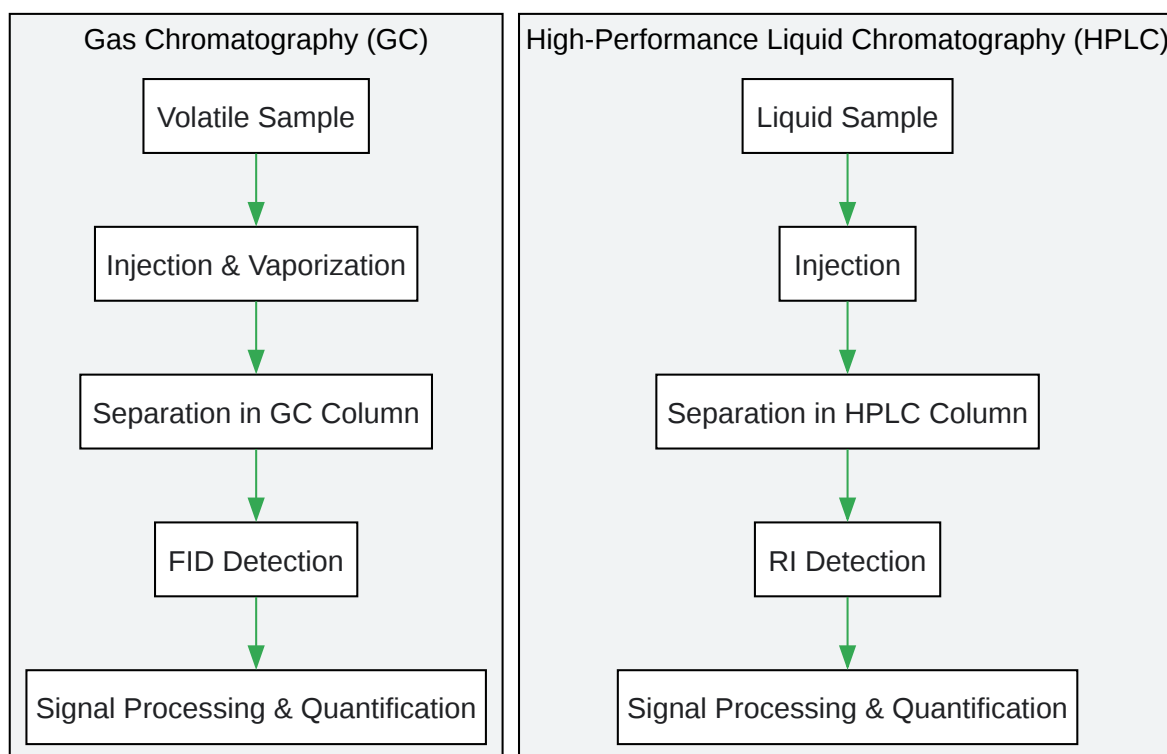 Gas Chromatography (GC)
Volatile Sample
Injection & Vaporization
Separation in GC Column
FID Detection
Signal Processing & Quantification
High-Performance Liquid Chromatography (HPLC)
Liquid Sample
Injection
Separation in HPLC Column
RI Detection
Signal Processing & Quantification